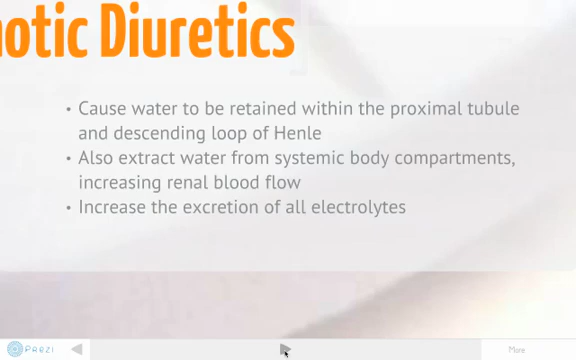 otic Diuretics
• Cause water to be retained within the proximal tubule
and descending loop of Henle
• Also extract water from systemic body compartments,
increasing renal blood flow
• Increase the excretion of all electrolytes
PREZI
More